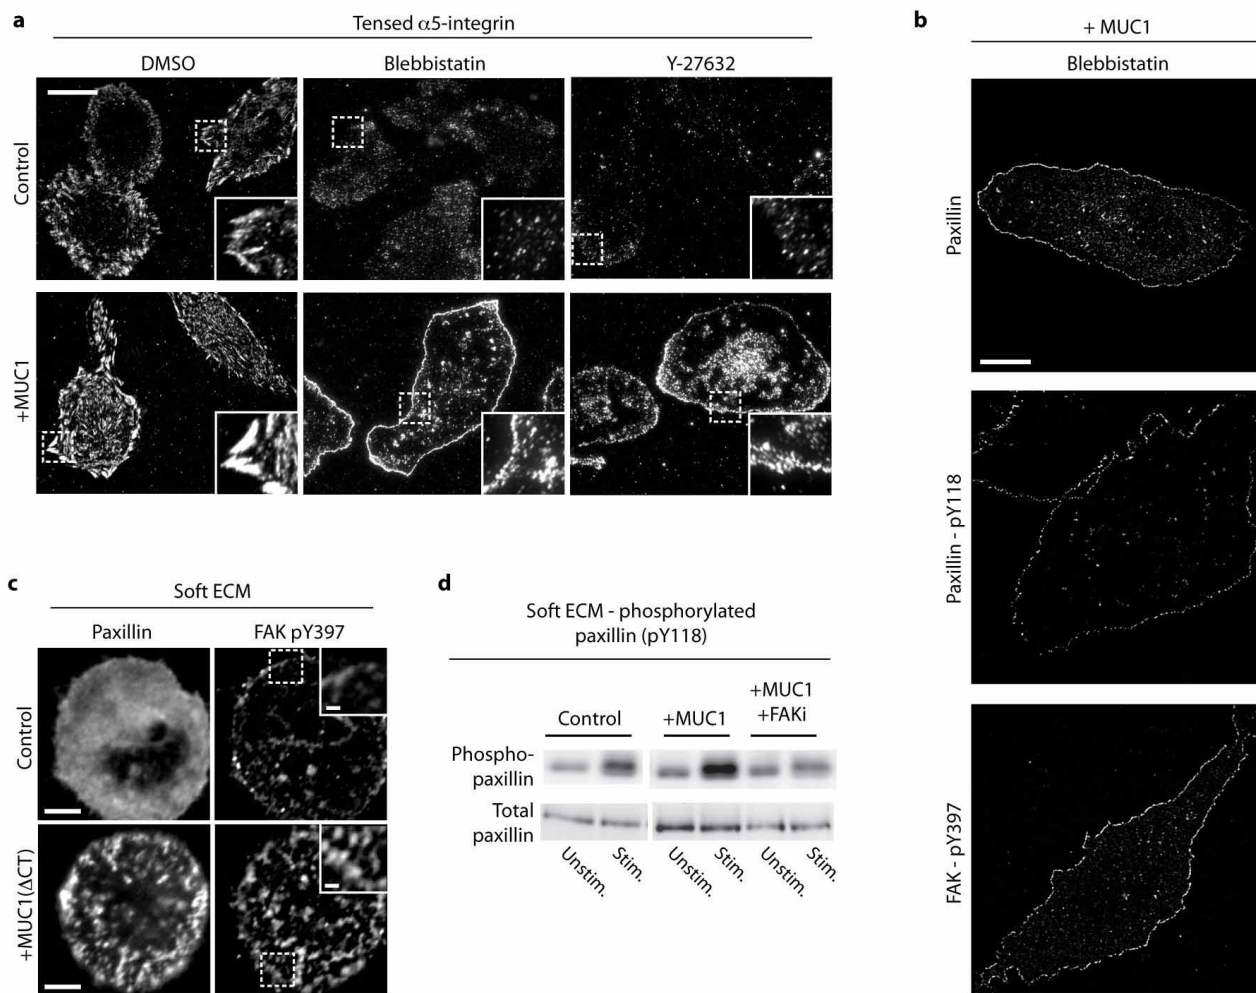 a
Tensed α5-integrin
DMSO
Blebbistatin
Y-27632
Control
+MUC1
b
+ MUC1
Blebbistatin
Paxillin
Paxillin - pY118
FAK - pY397
c
Soft ECM
Paxillin
FAK pY397
Control
+MUC1(ΔCT)
d
Soft ECM - phosphorylated
paxillin (pY118)
Control
+MUC1
+MUC1
+FAKi
Phospho-
paxillin
Total
paxillin
Unstim.
Stim.
Unstim.
Stim.
Unstim.
Stim.